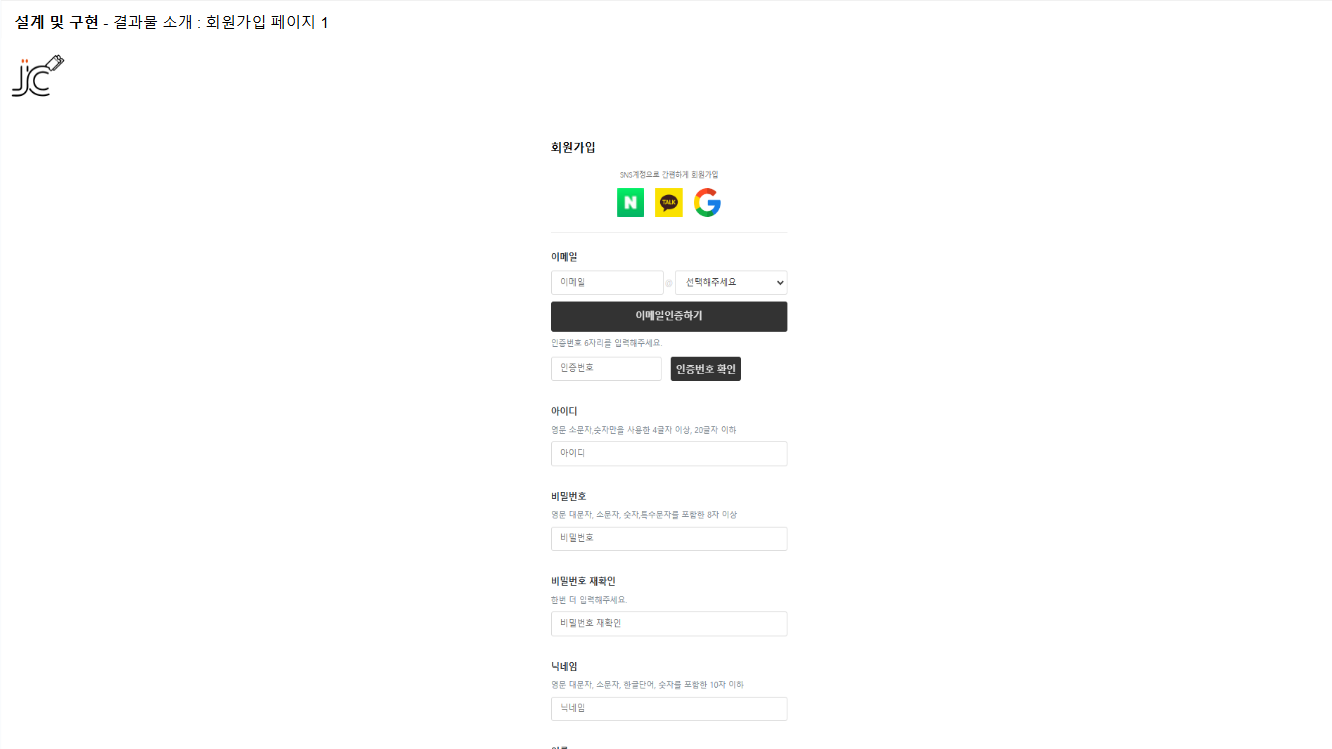 설계 및 구현 - 결과물 소개 : 회원가입 페이지 1
JC
회원가입
SNS계정으로 간편하게 회원가입
N TALK G
이메일
이메일 @ 선택해주세요
이메일인증하기
인증번호 6자리를 입력해주세요.
인증번호 인증번호 확인
아이디
영문 소문자,숫자만을 사용한 4글자 이상, 20글자 이하
아이디
비밀번호
영문 대문자, 소문자, 숫자,특수문자를 포함한 8자 이상
비밀번호
비밀번호 재확인
한번 더 입력해주세요.
비밀번호 재확인
닉네임
영문 대문자, 소문자, 한글단어, 숫자를 포함한 10자 이하
닉네임